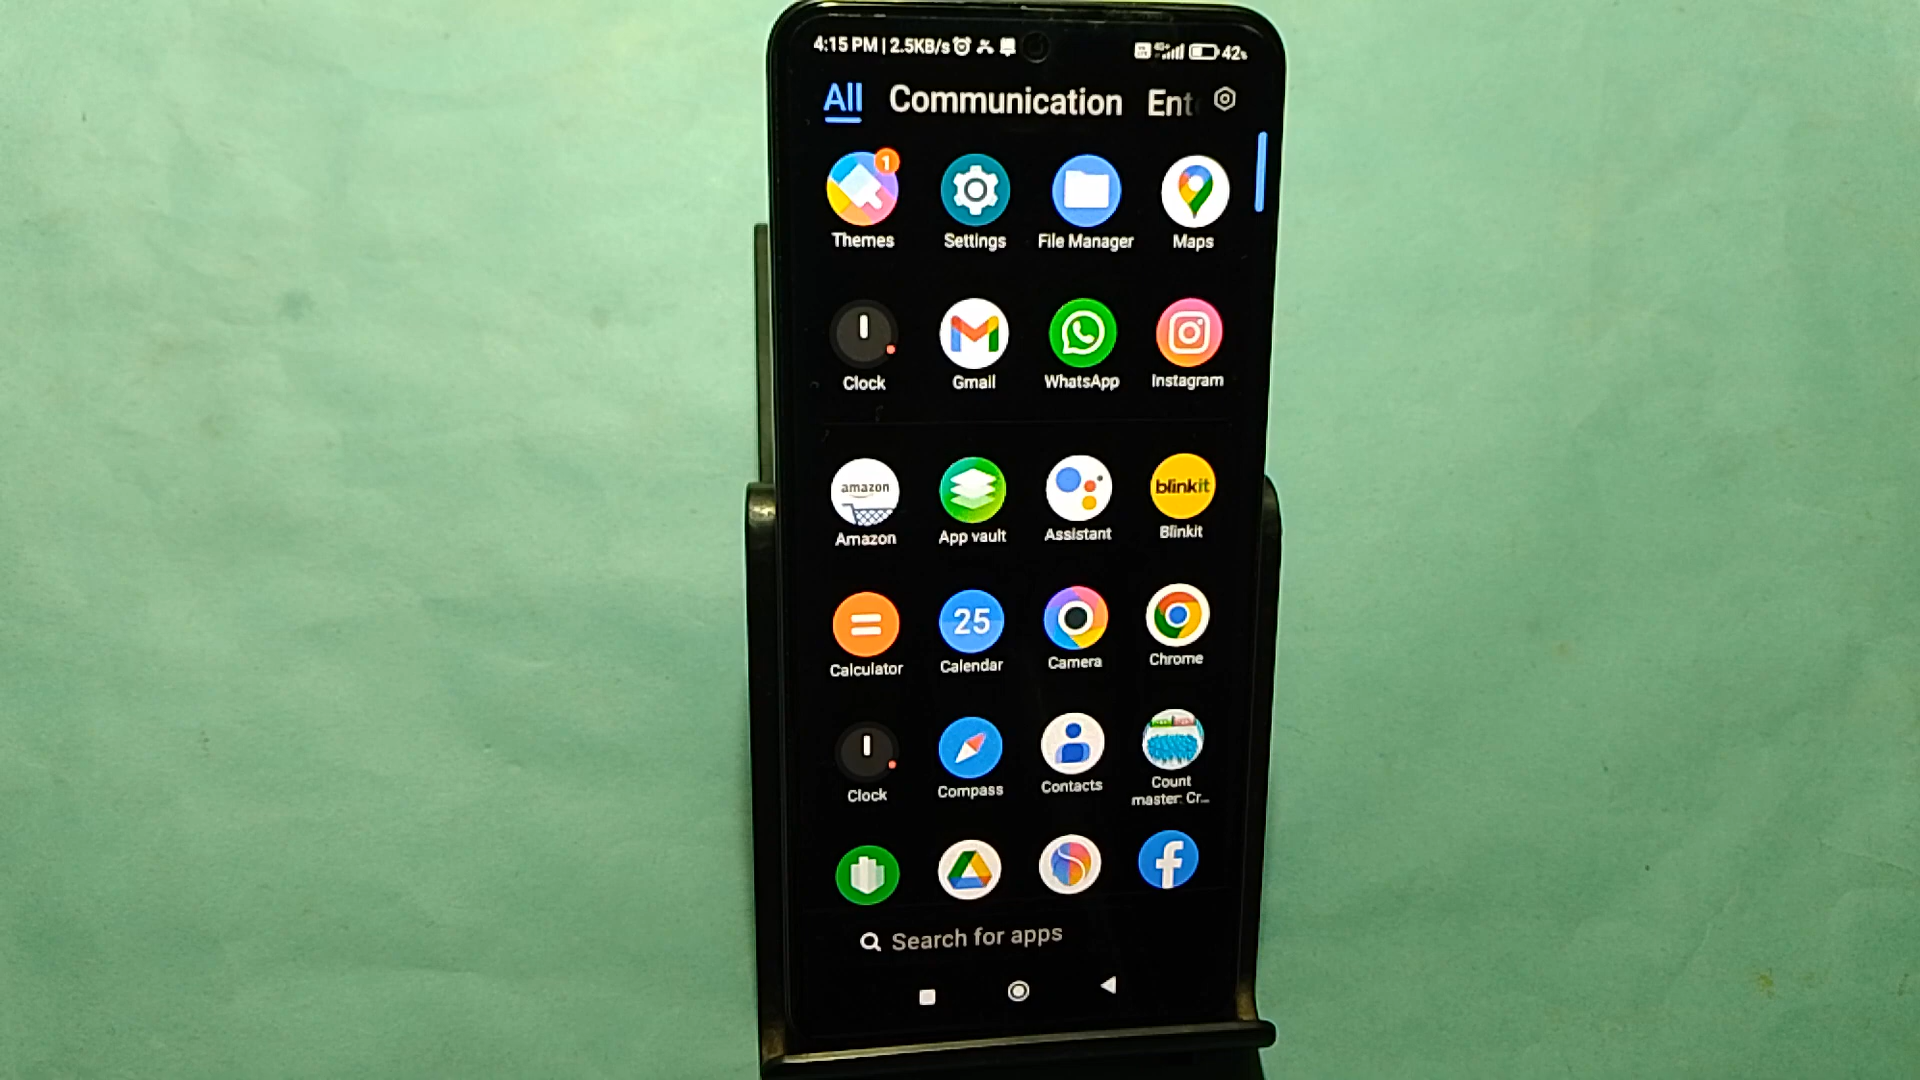 4:15 PM | 2.5KB/s 42%
All Communication Ent
1
Themes Settings File Manager Maps
Clock Gmail WhatsApp Instagram
amazon blinkit
Amazon App vault Assistant Blinkit
25
Calculator Calendar Camera Chrome
Clock Compass Contacts Count
master: Cr...
Search for apps